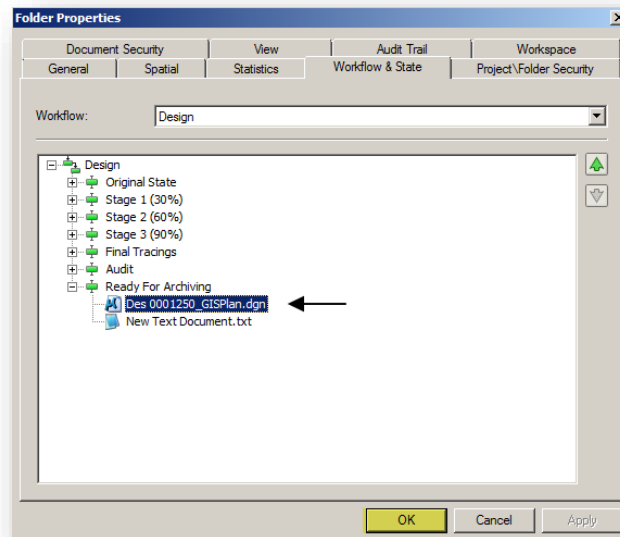 Folder Properties
Document Security
View
Audit Trail
Workspace
General
Spatial
Statistics
Workflow & State
Project\Folder Security
Workflow:
Design
Design
Original State
Stage 1 (30%)
Stage 2 (60%)
Stage 3 (90%)
Final Tracings
Audit
Ready For Archiving
Des 0001250_GISPlan.dgn
New Text Document.txt
OK
Cancel
Apply